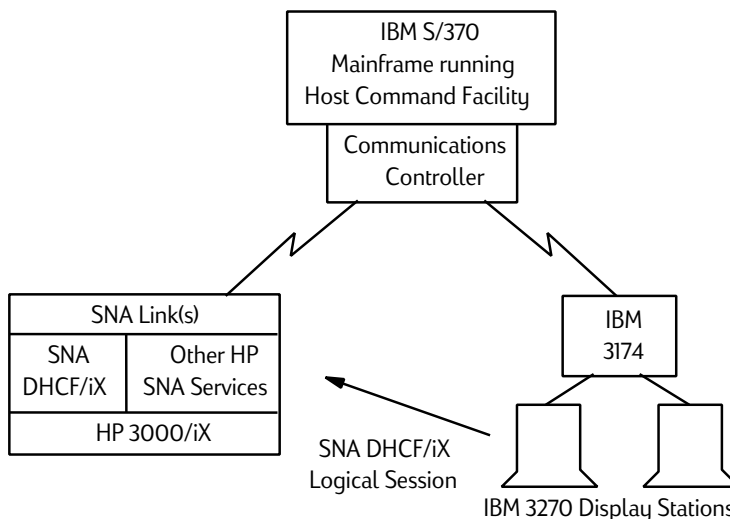 IBM S/370
Mainframe running
Host Command Facility
Communications
Controller
SNA Link(s)
SNA
DHCF/iX
Other HP
SNA Services
HP 3000/iX
IBM
3174
SNA DHCF/iX
Logical Session
IBM 3270 Display Stations